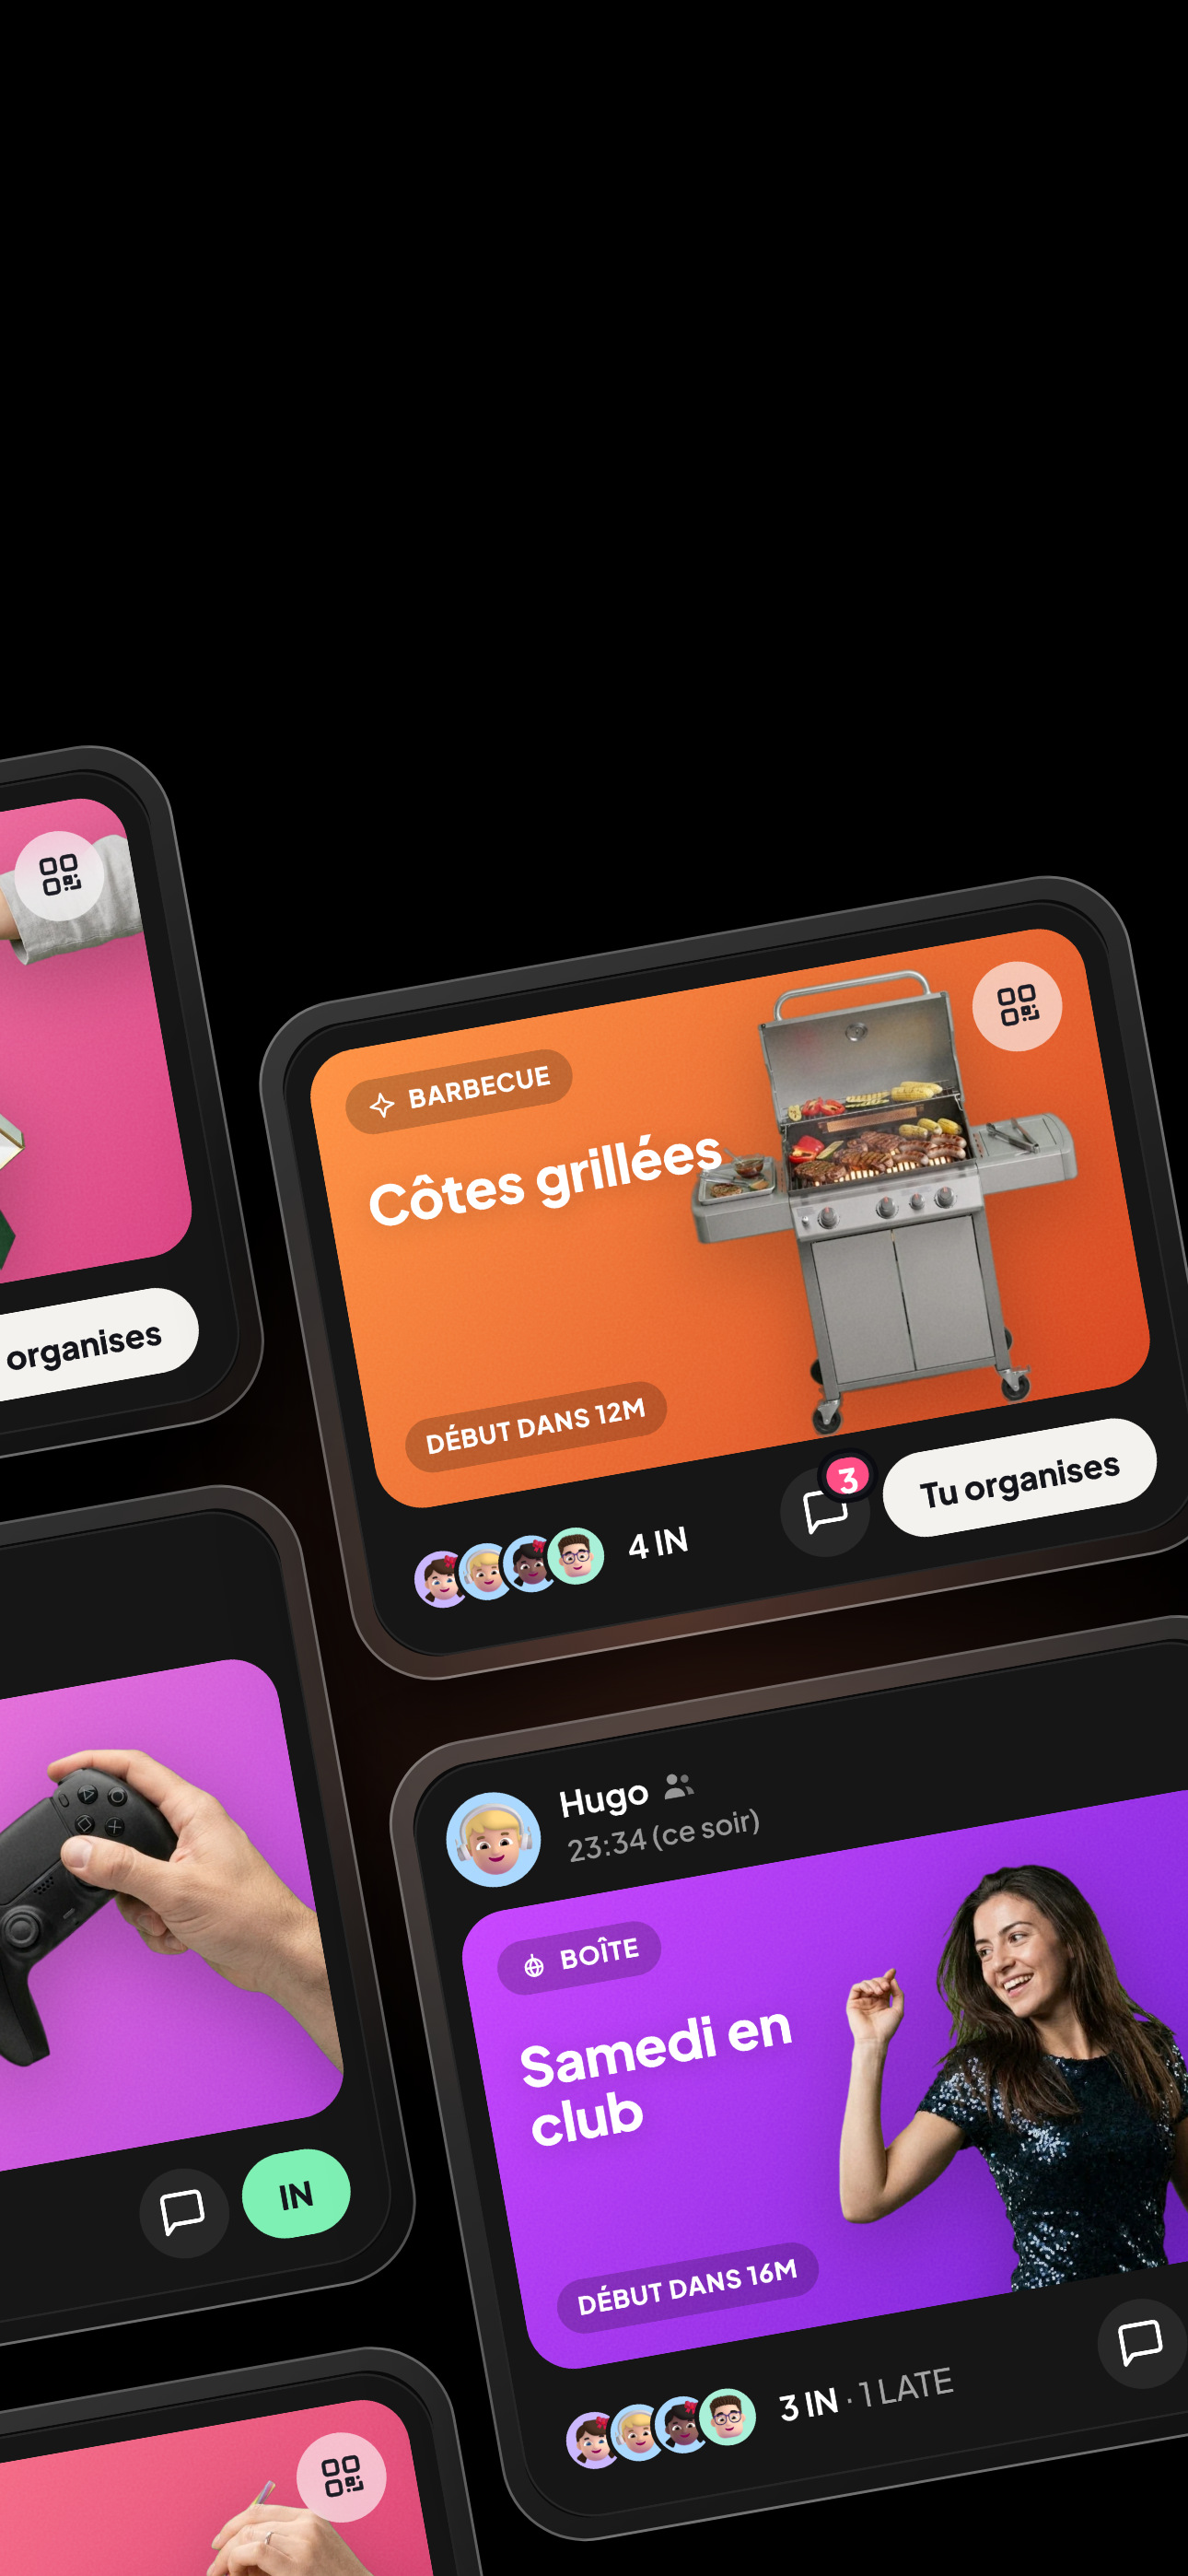 BARBECUE
Côtes grillées
DÉBUT DANS 12M
4 IN
3
Tu organises
organises
Hugo
23:34 (ce soir)
BOÎTE
Samedi en
club
DÉBUT DANS 16M
IN
3 IN · 1 LATE